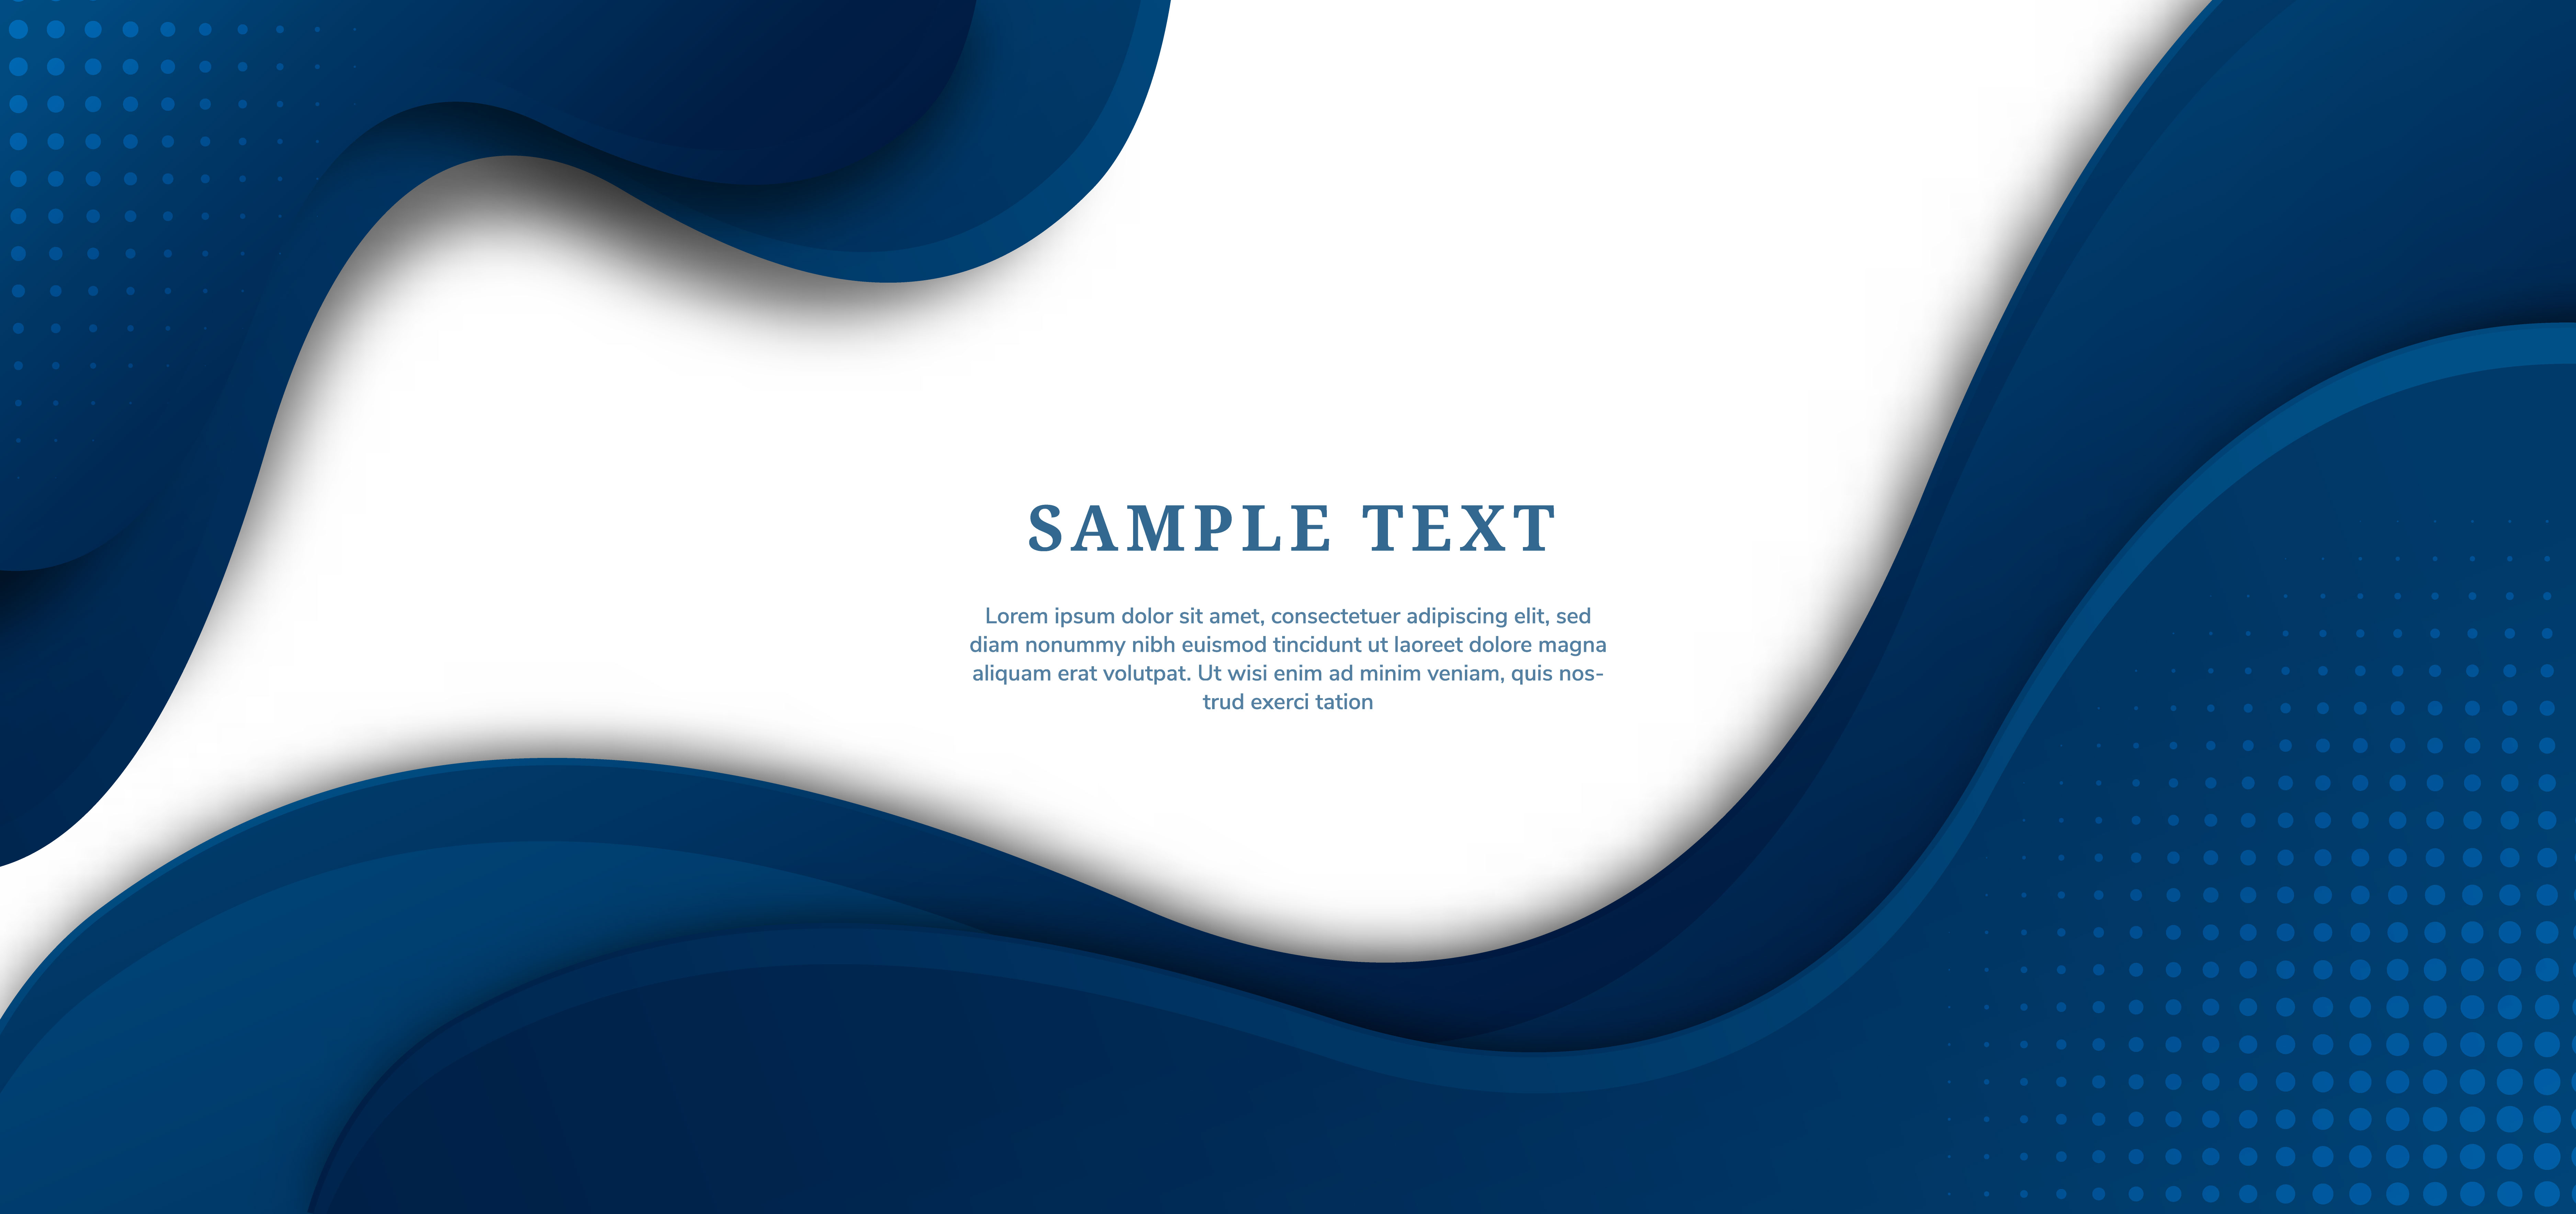 SAMPLE TEXT
Lorem ipsum dolor sit amet, consectetuer adipiscing elit, sed
diam nonummy nibh euismod tincidunt ut laoreet dolore magna
aliquam erat volutpat. Ut wisi enim ad minim veniam, quis nos-
trud exerci tation